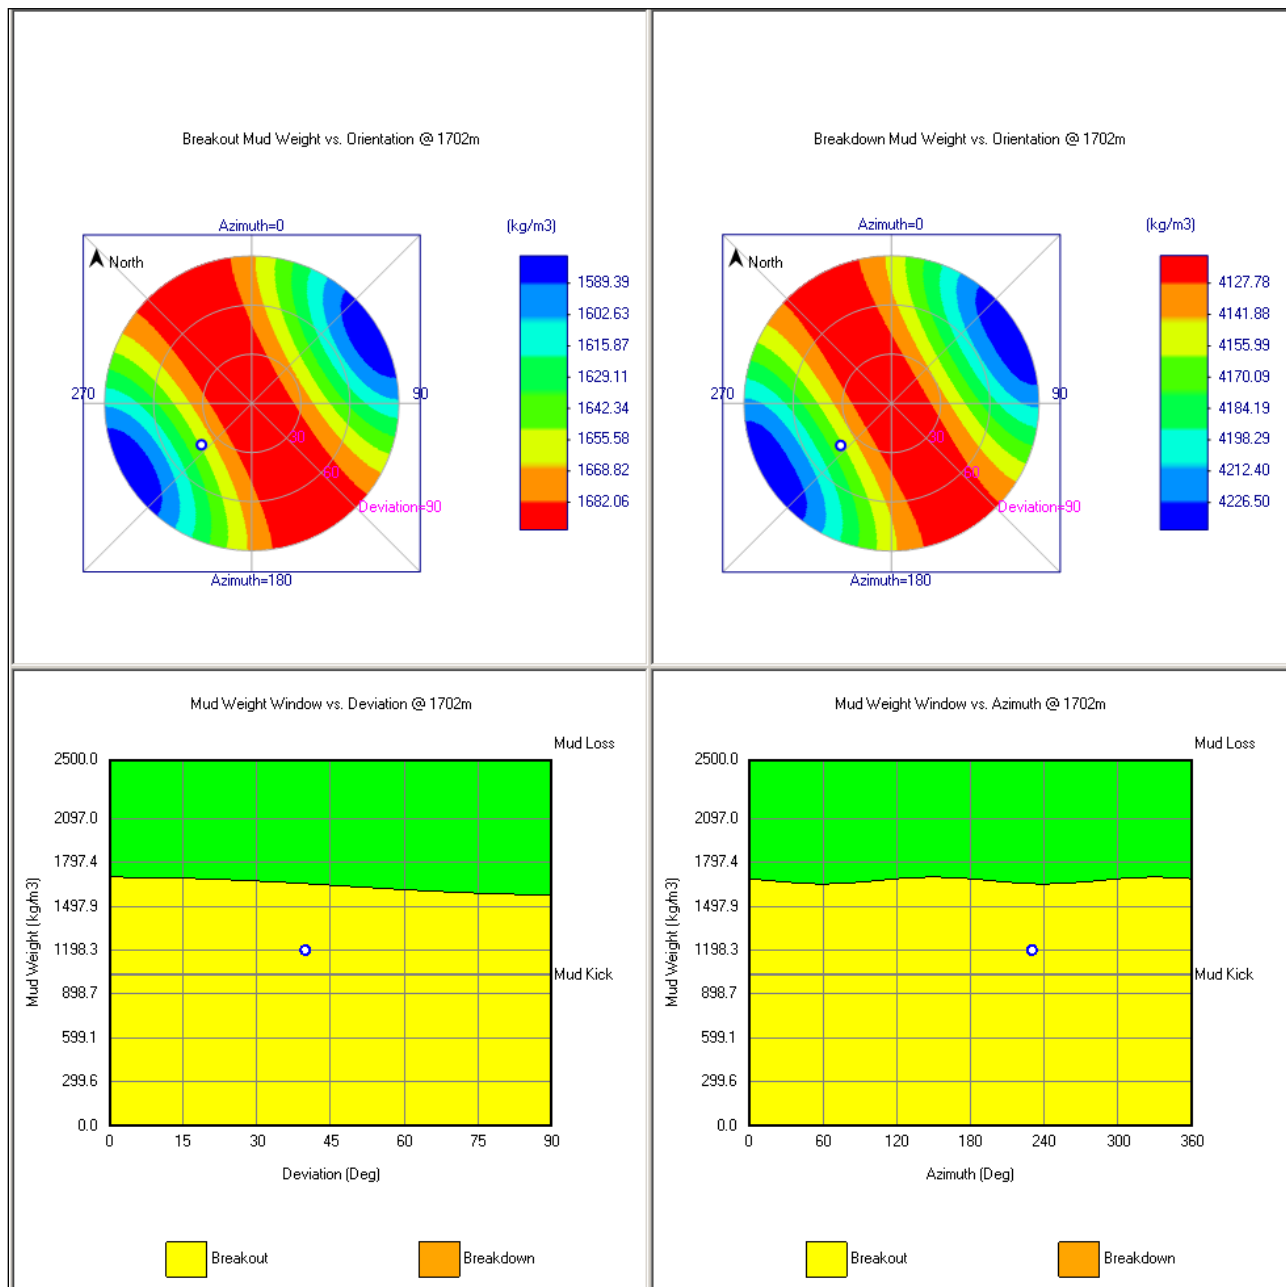 Breakout Mud Weight vs. Orientation @ 1702m
Azimuth=0
(kg/m3)
North
1589.39
1602.63
1615.87
1629.11
1642.34
1655.58
1668.82
1682.06
270
90
30
60
Deviation=90
Azimuth=180
Breakdown Mud Weight vs. Orientation @ 1702m
Azimuth=0
(kg/m3)
North
4127.78
4141.88
4155.99
4170.09
4184.19
4198.29
4212.40
4226.50
270
90
30
60
Deviation=90
Azimuth=180
Mud Weight Window vs. Deviation @ 1702m
Mud Loss
2500.0
2097.0
1797.4
1497.9
1198.3
898.7
599.1
299.6
0.0
Mud Weight (kg/m3)
Mud Kick
0 15 30 45 60 75 90
Deviation (Deg)
Breakout
Breakdown
Mud Weight Window vs. Azimuth @ 1702m
Mud Loss
2500.0
2097.0
1797.4
1497.9
1198.3
898.7
599.1
299.6
0.0
Mud Weight (kg/m3)
Mud Kick
0 60 120 180 240 300 360
Azimuth (Deg)
Breakout
Breakdown